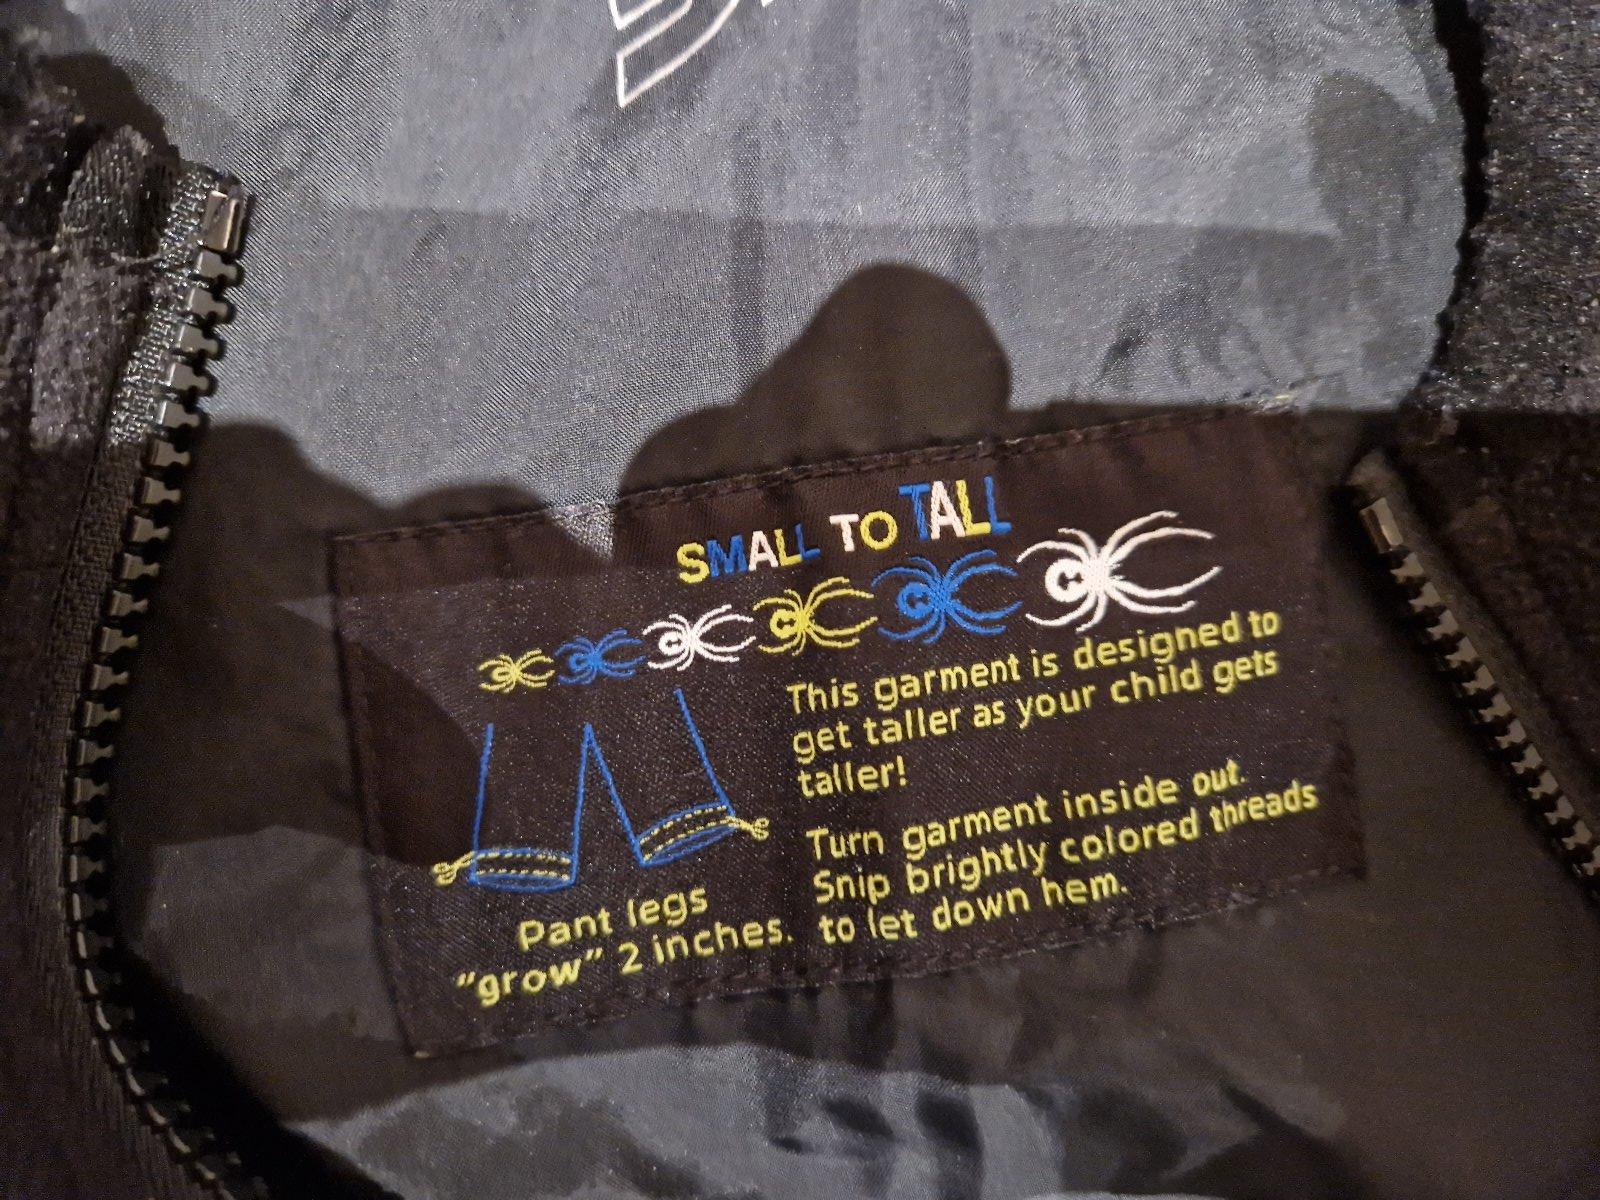 SMALL TO TALL
This garment is designed to
get taller as your child gets
taller!
Turn garment inside out.
Snip brightly colored threads
to let down hem.
Pant legs
"grow" 2 inches.